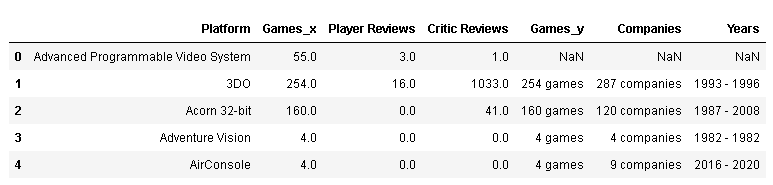 Platform Games_x Player Reviews Critic Reviews Games_y Companies Years
0 Advanced Programmable Video System 55.0 3.0 1.0 NaN NaN NaN
1 3DO 254.0 16.0 1033.0 254 games 287 companies 1993 - 1996
2 Acorn 32-bit 160.0 0.0 41.0 160 games 120 companies 1987 - 2008
3 Adventure Vision 4.0 0.0 0.0 4 games 4 companies 1982 - 1982
4 AirConsole 4.0 0.0 0.0 4 games 9 companies 2016 - 2020